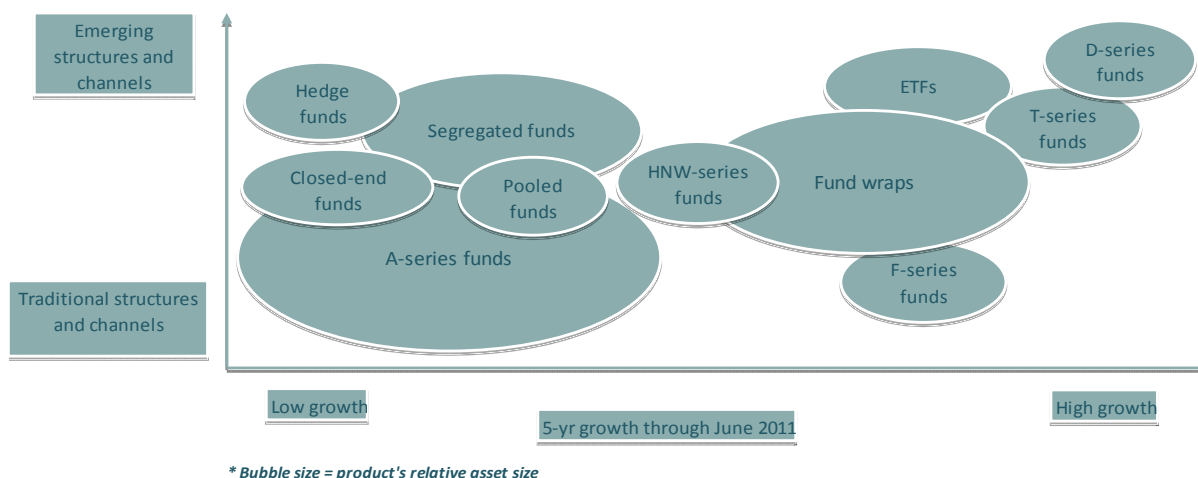 Emerging
structures and
channels
Traditional structures
and channels
Hedge
funds
Segregated funds
Closed-end
funds
Pooled
funds
A-series funds
HNW-series
funds
Fund wraps
ETFs
D-series
funds
T-series
funds
F-series
funds
Low growth
5-yr growth through June 2011
High growth
* Bubble size = product's relative asset size